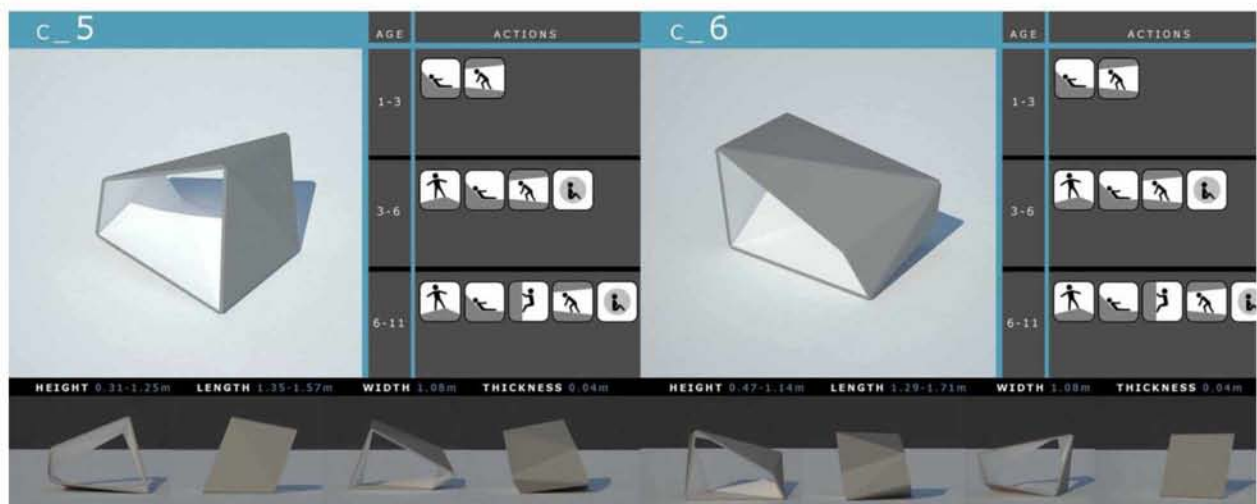 c_5
AGE ACTIONS
1-3
3-6
6-11
HEIGHT 0.31-1.25m LENGTH 1.35-1.57m WIDTH 1.08m THICKNESS 0.04m
c_6
AGE ACTIONS
1-3
3-6
6-11
HEIGHT 0.47-1.14m LENGTH 1.29-1.71m WIDTH 1.08m THICKNESS 0.04m